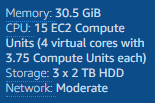 Memory: 30.5 GiB
CPU: 15 EC2 Compute
Units (4 virtual cores with
3.75 Compute Units each)
Storage: 3 x 2 TB HDD
Network: Moderate